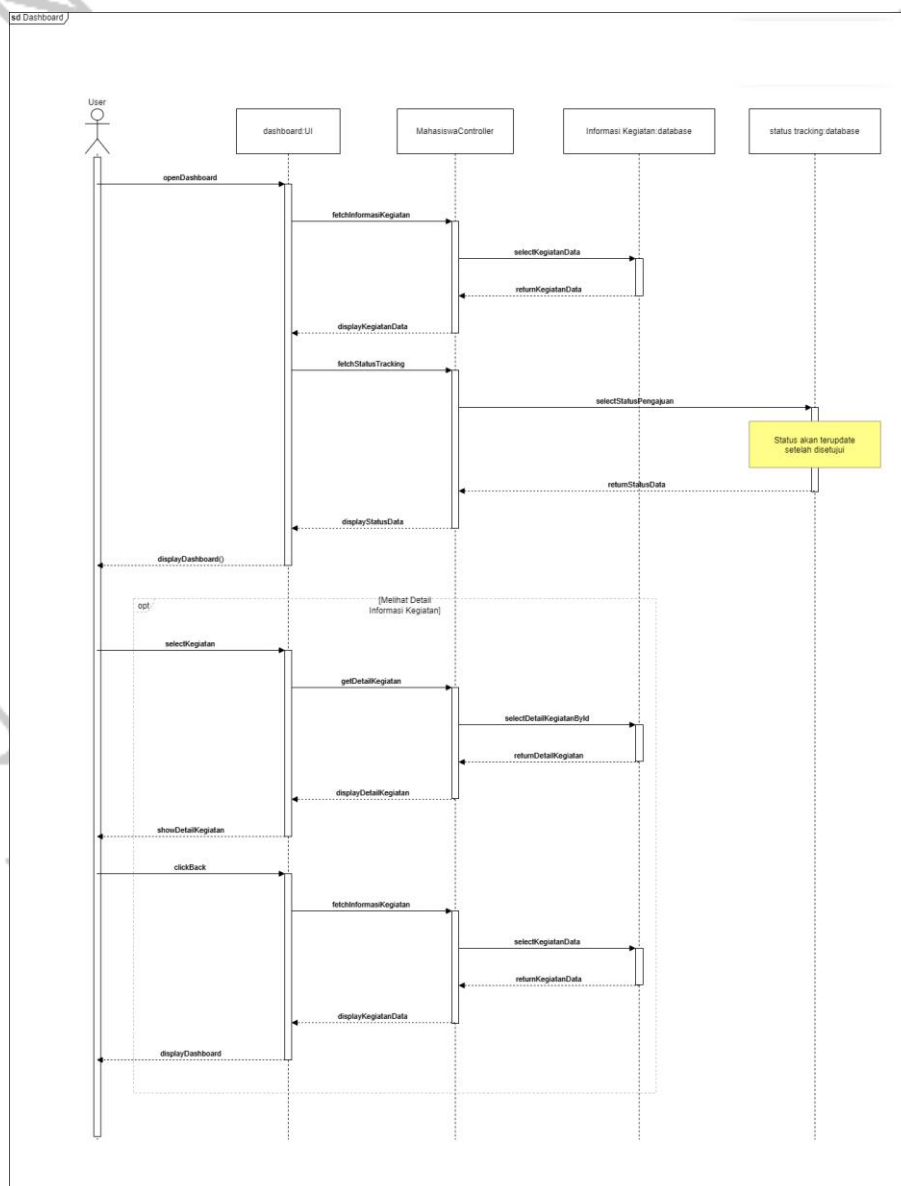 sd Dashboard
User
dashboard:UI
MahasiswaController
Informasi Kegiatan:database
status tracking:database
openDashboard
fetchInformasiKegiatan
selectKegiatanData
returnKegiatanData
displayKegiatanData
fetchStatusTracking
selectStatusPengajuan
Status akan terupdate
setelah disetujui
returnStatusData
displayStatusData
displayDashboard()
opt
[Melihat Detail
Informasi Kegiatan]
selectKegiatan
getDetailKegiatan
selectDetailKegiatanById
returnDetailKegiatan
displayDetailKegiatan
showDetailKegiatan
clickBack
fetchInformasiKegiatan
selectKegiatanData
returnKegiatanData
displayKegiatanData
displayDashboard